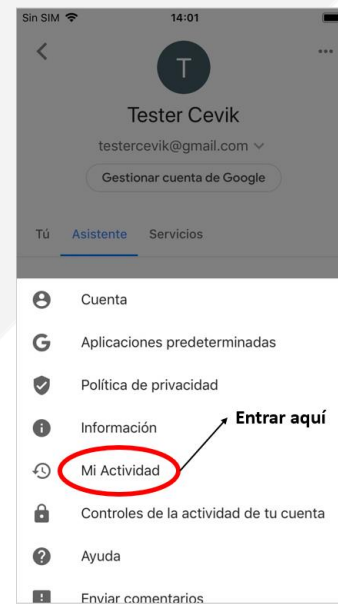 Sin SIM 14:01
T
Tester Cevik
testercevik@gmail.com
Gestionar cuenta de Google
Tú Asistente Servicios
Cuenta
G Aplicaciones predeterminadas
Política de privacidad
Información
Entrar aquí
Mi Actividad
Controles de la actividad de tu cuenta
Ayuda
Enviar comentarios